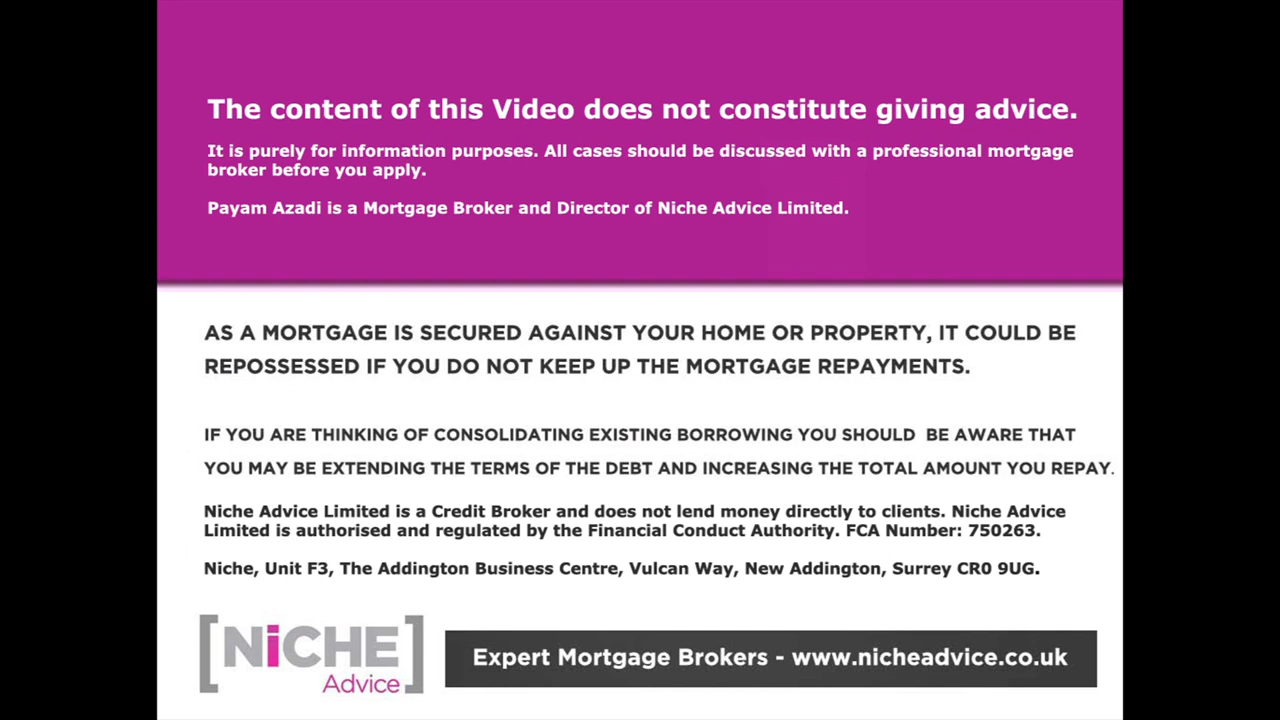 The content of this Video does not constitute giving advice.
It is purely for information purposes. All cases should be discussed with a professional mortgage
broker before you apply.
Payam Azadi is a Mortgage Broker and Director of Niche Advice Limited.
AS A MORTGAGE IS SECURED AGAINST YOUR HOME OR PROPERTY, IT COULD BE
REPOSSESSED IF YOU DO NOT KEEP UP THE MORTGAGE REPAYMENTS.
IF YOU ARE THINKING OF CONSOLIDATING EXISTING BORROWING YOU SHOULD BE AWARE THAT
YOU MAY BE EXTENDING THE TERMS OF THE DEBT AND INCREASING THE TOTAL AMOUNT YOU REPAY.
Niche Advice Limited is a Credit Broker and does not lend money directly to clients. Niche Advice
Limited is authorised and regulated by the Financial Conduct Authority. FCA Number: 750263.
Niche, Unit F3, The Addington Business Centre, Vulcan Way, New Addington, Surrey CR0 9UG.
[NiCHE
Advice]
Expert Mortgage Brokers - www.nicheadvice.co.uk